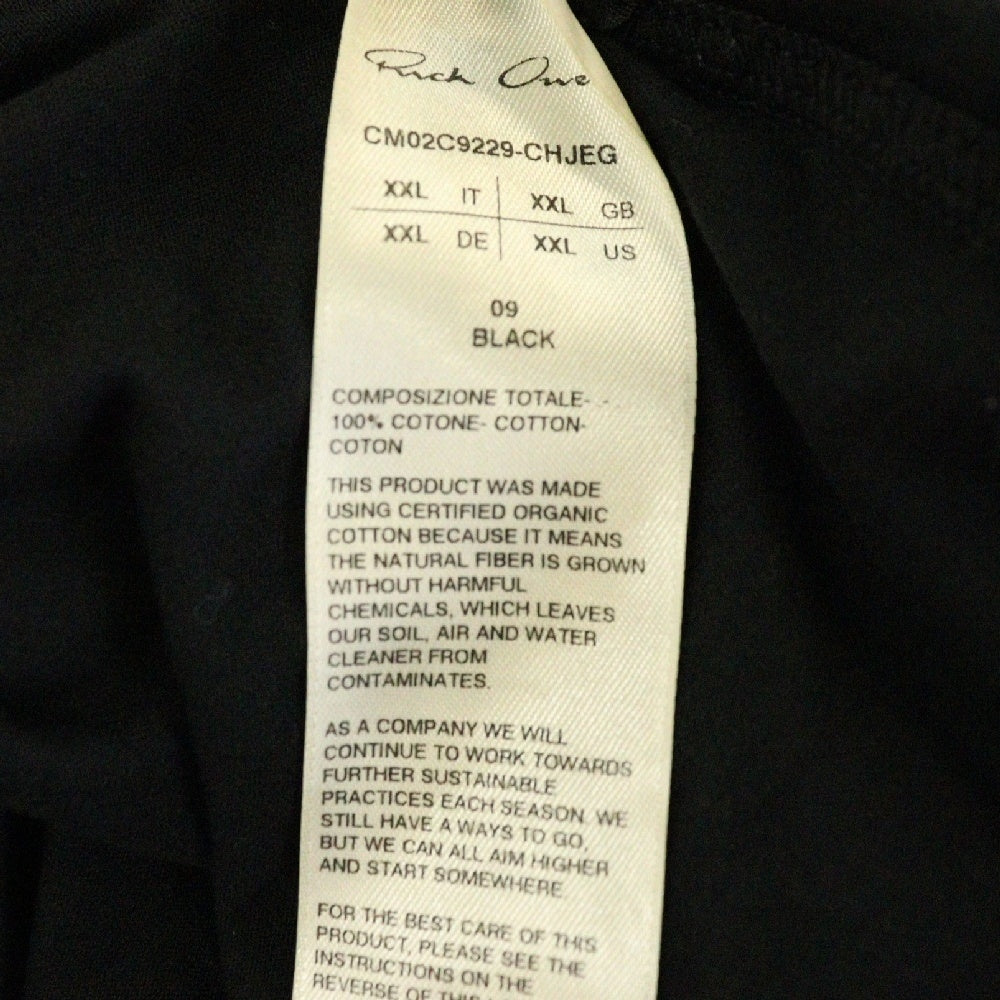 Rick Owe
CM02C9229-CHJEG
XXL IT XXL GB
XXL DE XXL US
09
BLACK
COMPOSIZIONE TOTALE- -
100% COTONE- COTTON-
COTON
THIS PRODUCT WAS MADE
USING CERTIFIED ORGANIC
COTTON BECAUSE IT MEANS
THE NATURAL FIBER IS GROWN
WITHOUT HARMFUL
CHEMICALS, WHICH LEAVES
OUR SOIL, AIR AND WATER
CLEANER FROM
CONTAMINATES.
AS A COMPANY WE WILL
CONTINUE TO WORK TOWARDS
FURTHER SUSTAINABLE
PRACTICES EACH SEASON. WE
STILL HAVE A WAYS TO GO,
BUT WE CAN ALL AIM HIGHER
AND START SOMEWHERE.
FOR THE BEST CARE OF THIS
PRODUCT, PLEASE SEE THE
INSTRUCTIONS ON THE
REVERSE OF THIS